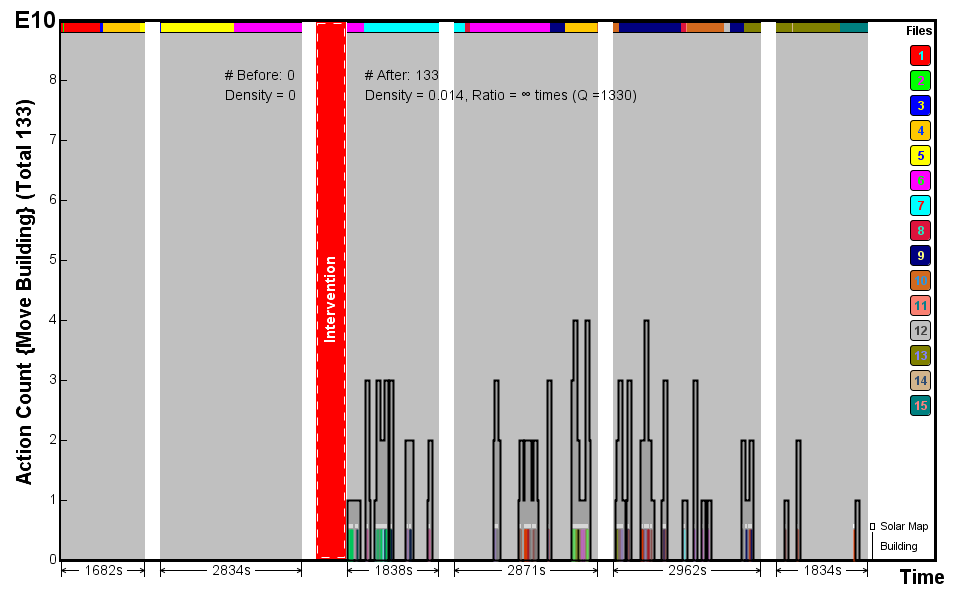 E10
Files
# Before: 0
Density = 0
# After: 133
Density = 0.014, Ratio = ∞ times (Q =1330)
Action Count {Move Building} (Total 133)
8
7
6
5
4
3
2
1
0
Intervention
1
2
3
4
5
6
7
8
9
10
11
12
13
14
15
Solar Map
Building
1682s
2834s
1838s
2871s
2962s
1834s
Time